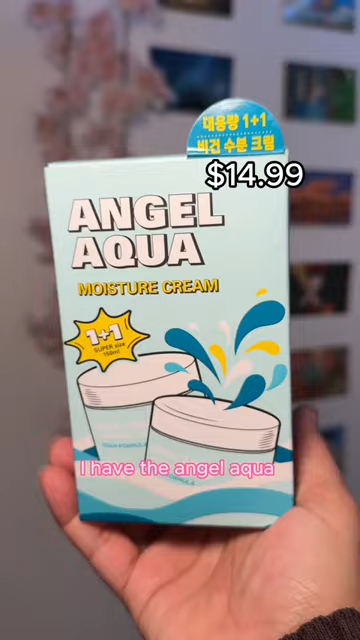 대용량 1+1
비건 수분 크림
$14.99
ANGEL
AQUA
MOISTURE CREAM
1+1
SUPER size
150ml
I have the angel aqua